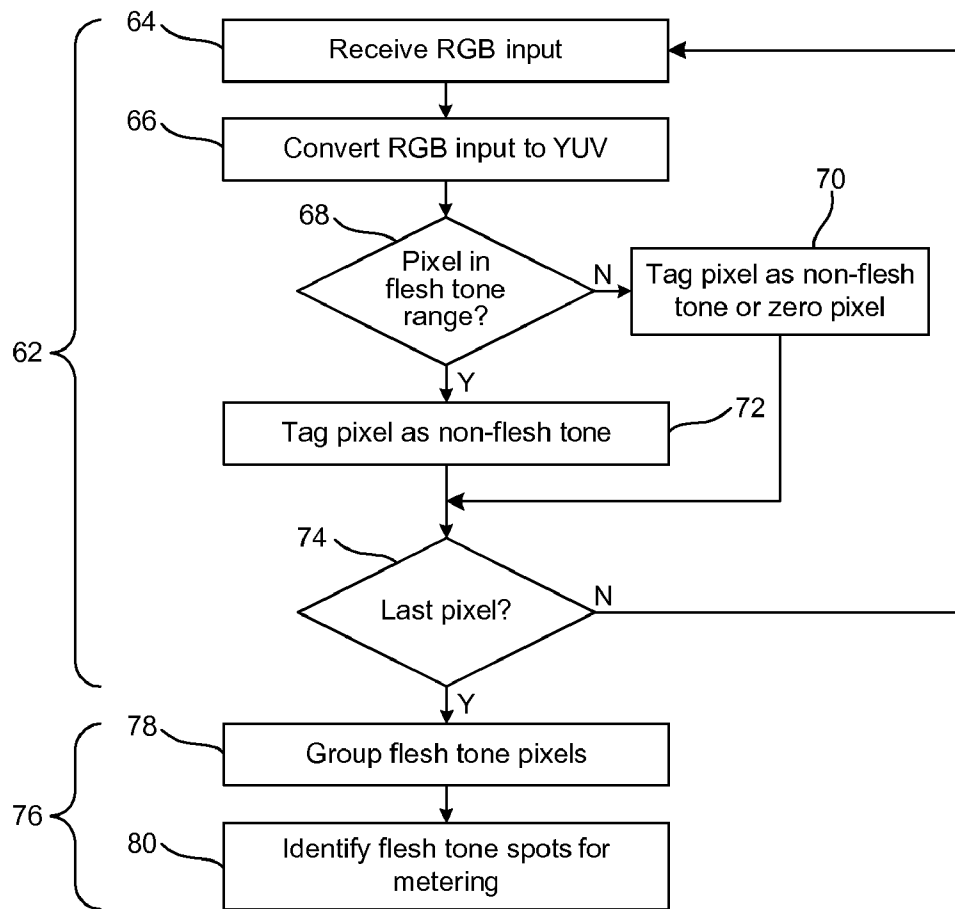 64
Receive RGB input
66
Convert RGB input to YUV
68
Pixel in
flesh tone
range?
N
70
Tag pixel as non-flesh
tone or zero pixel
62
Y
72
Tag pixel as non-flesh tone
74
Last pixel?
N
Y
78
Group flesh tone pixels
76
80
Identify flesh tone spots for
metering